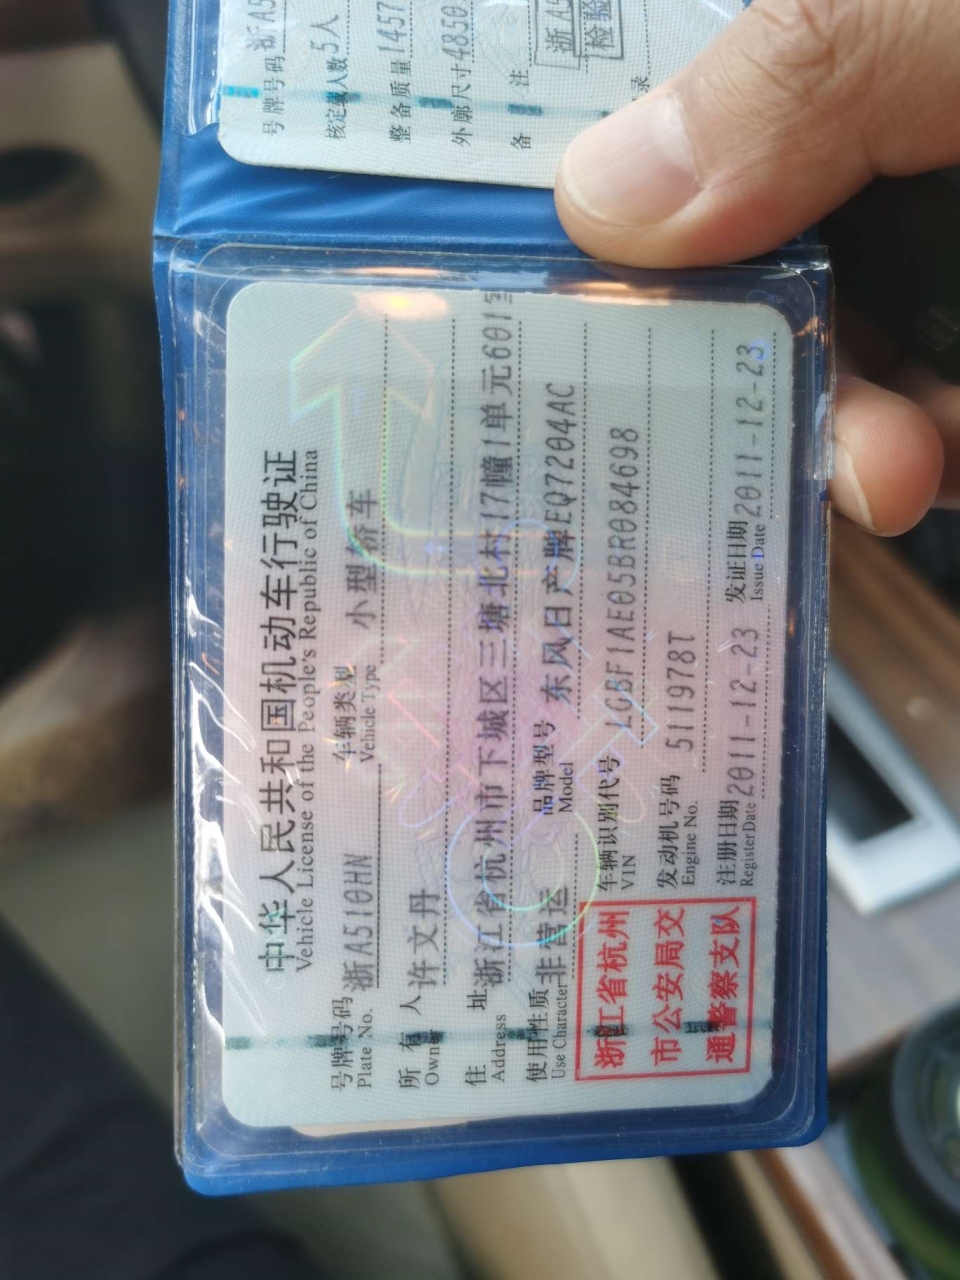 号牌号码 浙A5
核定载人数 5人
整备质量 1457
外廓尺寸 4850
备注 浙A5
检验
中华人民共和国机动车行驶证
Vehicle License of the People's Republic of China
号牌号码 浙A510HN 车辆类型 小型轿车
Plate No. Vehicle Type
所有人 许文丹
Owner
住址 浙江省杭州市下城区三塘北村17幢1单元601室
Address
使用性质 非营运 品牌型号 东风日产牌EQ7204AC
Use Character Model
车辆识别代号 LGBF1AE05BR084698
VIN
发动机号码 511978T
Engine No.
注册日期 2011-12-23 发证日期 2011-12-23
Register Date Issue Date
浙江省杭州
市公安局交
通警察支队